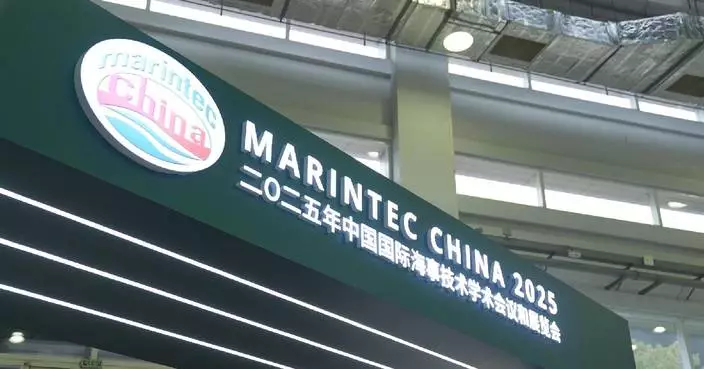 marintec
china
MARINTEC CHINA 2025
二〇二五年中国国际海事技术学术会议和展览会